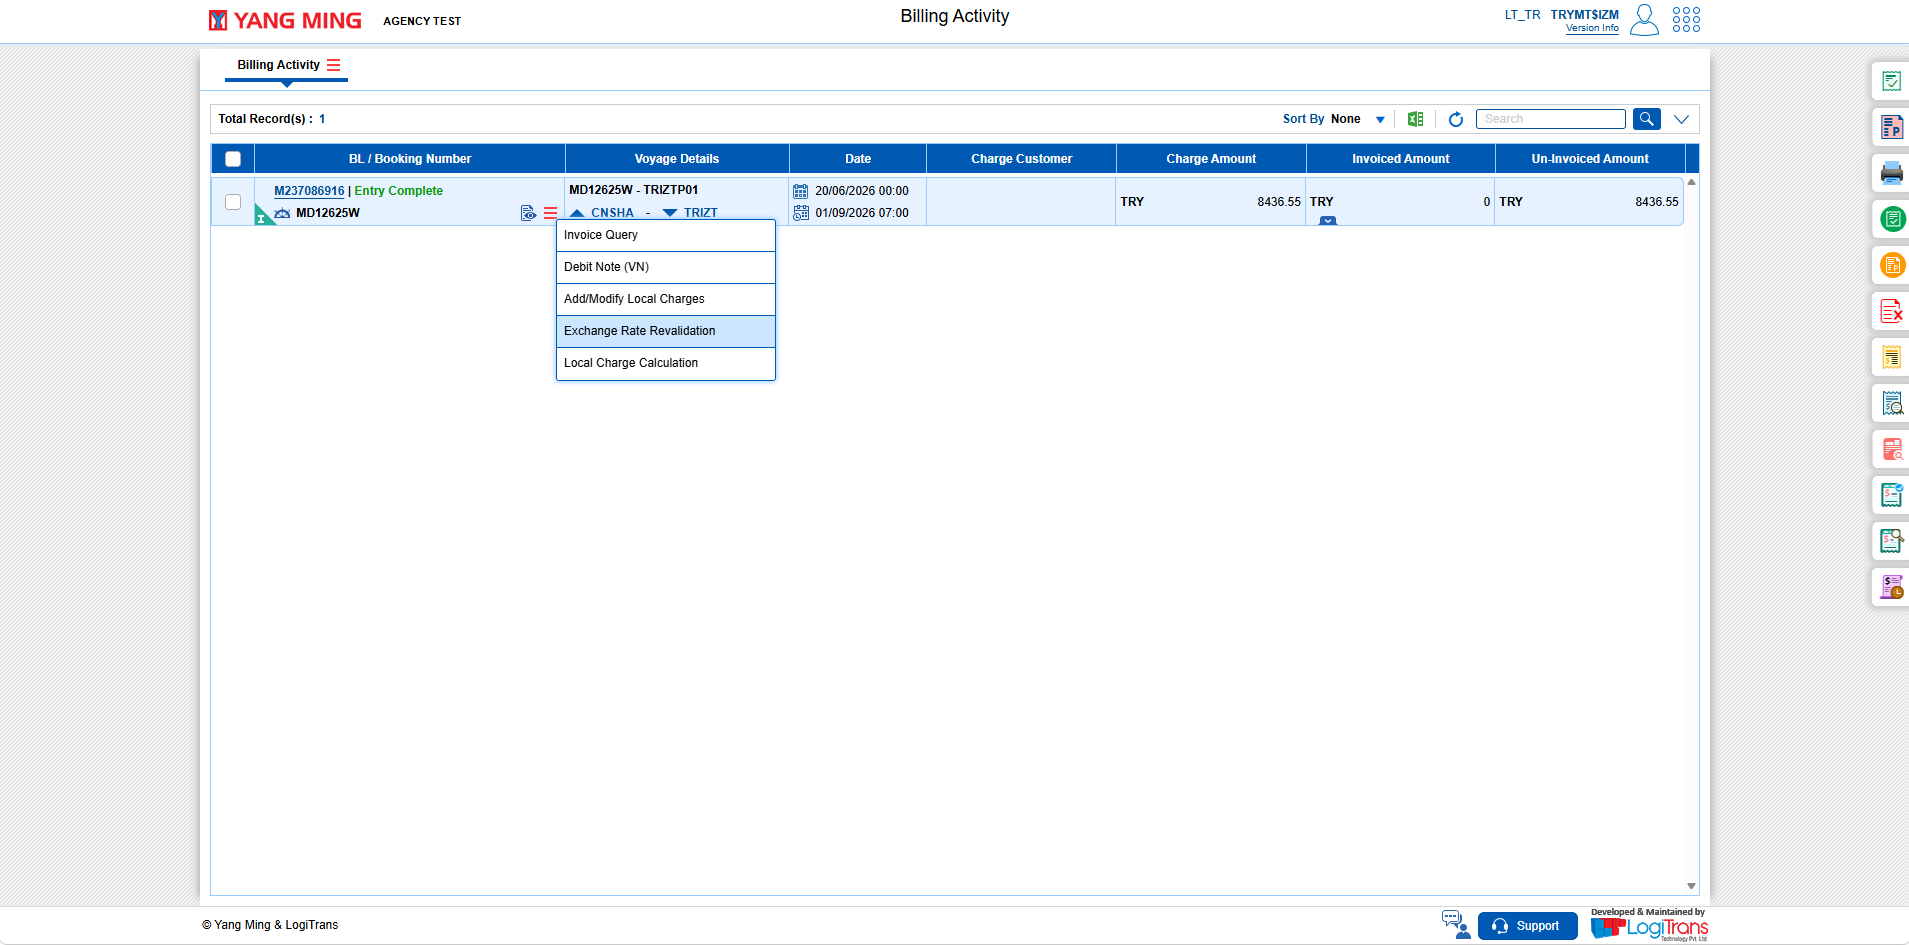 YANG MING AGENCY TEST
Billing Activity
LT_TR TRYMT$IZM
Version Info
Billing Activity
Total Record(s) : 1
Sort By None
Search
BL / Booking Number Voyage Details Date Charge Customer Charge Amount Invoiced Amount Un-Invoiced Amount
M237086916 | Entry Complete MD12625W - TRIZTP01 20/06/2026 00:00
TRY 8436.55 TRY 0 TRY 8436.55
I MD12625W CNSHA - TRIZT 01/09/2026 07:00
Invoice Query
Debit Note (VN)
Add/Modify Local Charges
Exchange Rate Revalidation
Local Charge Calculation
© Yang Ming & LogiTrans
Support
Developed & Maintained by
LogiTrans
Technology Pvt. Ltd.